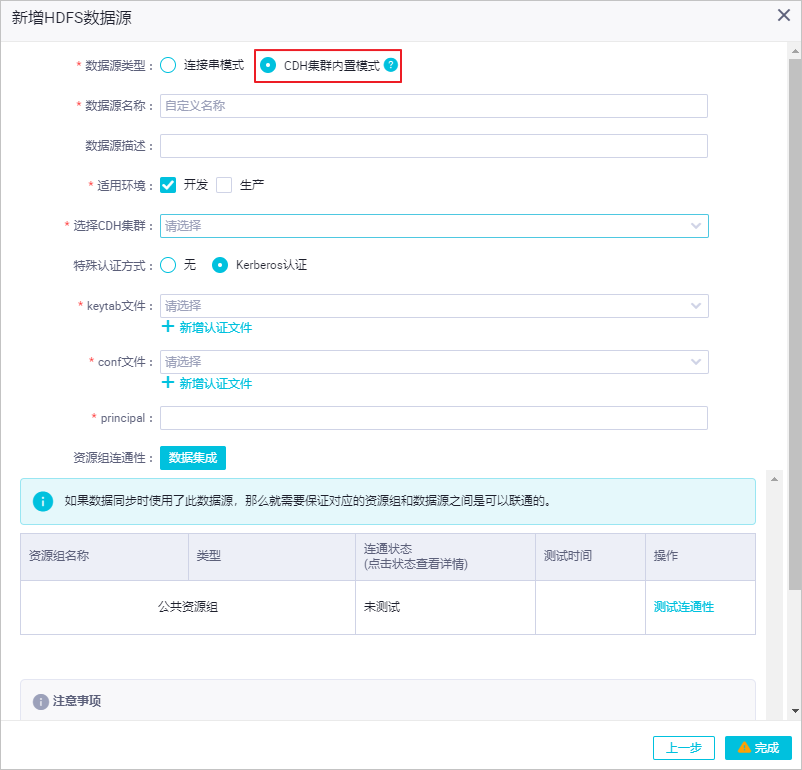 新增HDFS数据源
* 数据源类型： 连接串模式 CDH集群内置模式 ?
* 数据源名称： 自定义名称
数据源描述：
* 适用环境： 开发 生产
* 选择CDH集群： 请选择
特殊认证方式： 无 Kerberos认证
* keytab文件： 请选择
+ 新增认证文件
* conf文件： 请选择
+ 新增认证文件
* principal：
资源组连通性： 数据集成
如果数据同步时使用了此数据源，那么就需要保证对应的资源组和数据源之间是可以联通的。
资源组名称 类型 连通状态 测试时间 操作
(点击状态查看详情)
公共资源组 未测试 测试连通性
注意事项
上一步 完成